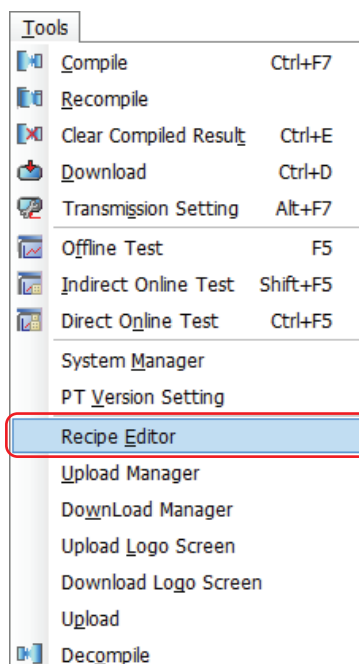 Tools
Compile Ctrl+F7
Recompile
Clear Compiled Result Ctrl+E
Download Ctrl+D
Transmission Setting Alt+F7
Offline Test F5
Indirect Online Test Shift+F5
Direct Online Test Ctrl+F5
System Manager
PT Version Setting
Recipe Editor
Upload Manager
DownLoad Manager
Upload Logo Screen
Download Logo Screen
Upload
Decompile